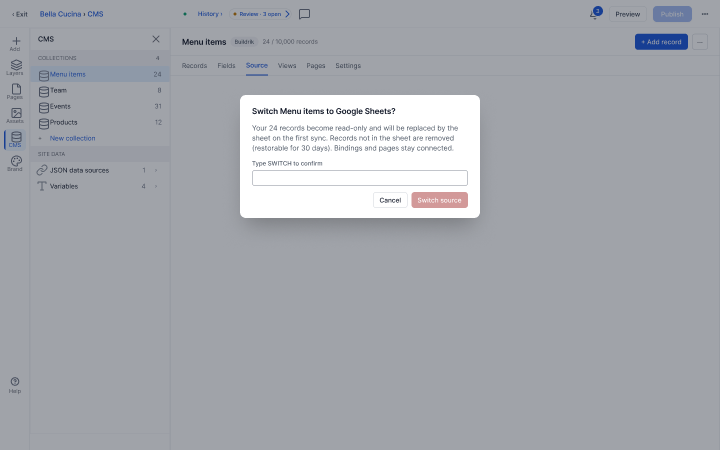 ‹ Exit
Bella Cucina › CMS
History ›
Review · 3 open
3
Preview
Publish
Add
Layers
Pages
Assets
CMS
Brand
Help
CMS
COLLECTIONS 4
Menu items 24
Team 8
Events 31
Products 12
+ New collection
SITE DATA
JSON data sources 1
Variables 4
Menu items Buildrik 24 / 10,000 records
+ Add record
Records Fields Source Views Pages Settings
Switch Menu items to Google Sheets?
Your 24 records become read-only and will be replaced by the
sheet on the first sync. Records not in the sheet are removed
(restorable for 30 days). Bindings and pages stay connected.
Type SWITCH to confirm
Cancel
Switch source